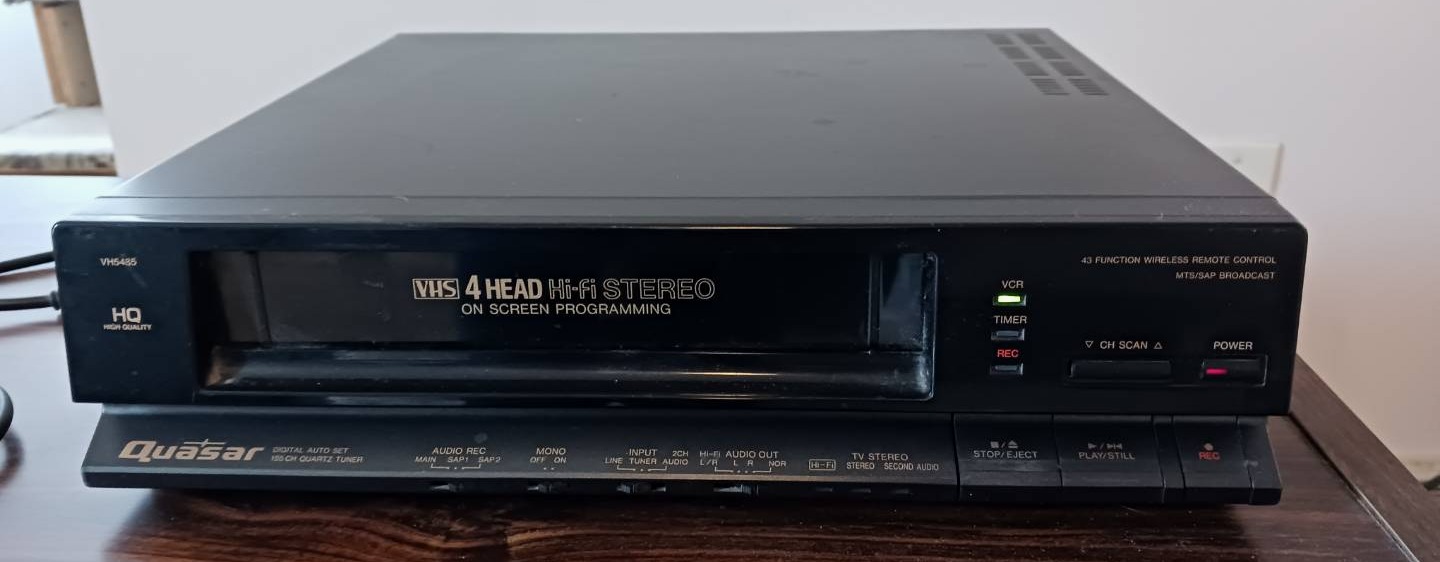 VH5485
HQ
HIGH QUALITY
VHS 4 HEAD Hi-Fi STEREO
ON SCREEN PROGRAMMING
43 FUNCTION WIRELESS REMOTE CONTROL
MTS/SAP BROADCAST
VCR
TIMER
REC
▽ CH SCAN △
POWER
Quasar
DIGITAL AUTO SET
155 CH QUARTZ TUNER
AUDIO REC
MAIN SAP1 SAP2
MONO
OFF ON
INPUT
LINE TUNER 2CH AUDIO
Hi-Fi AUDIO OUT
L/R L R NOR
Hi-Fi
TV STEREO
STEREO SECOND AUDIO
■/⏏
STOP/EJECT
PLAY/STILL
● REC